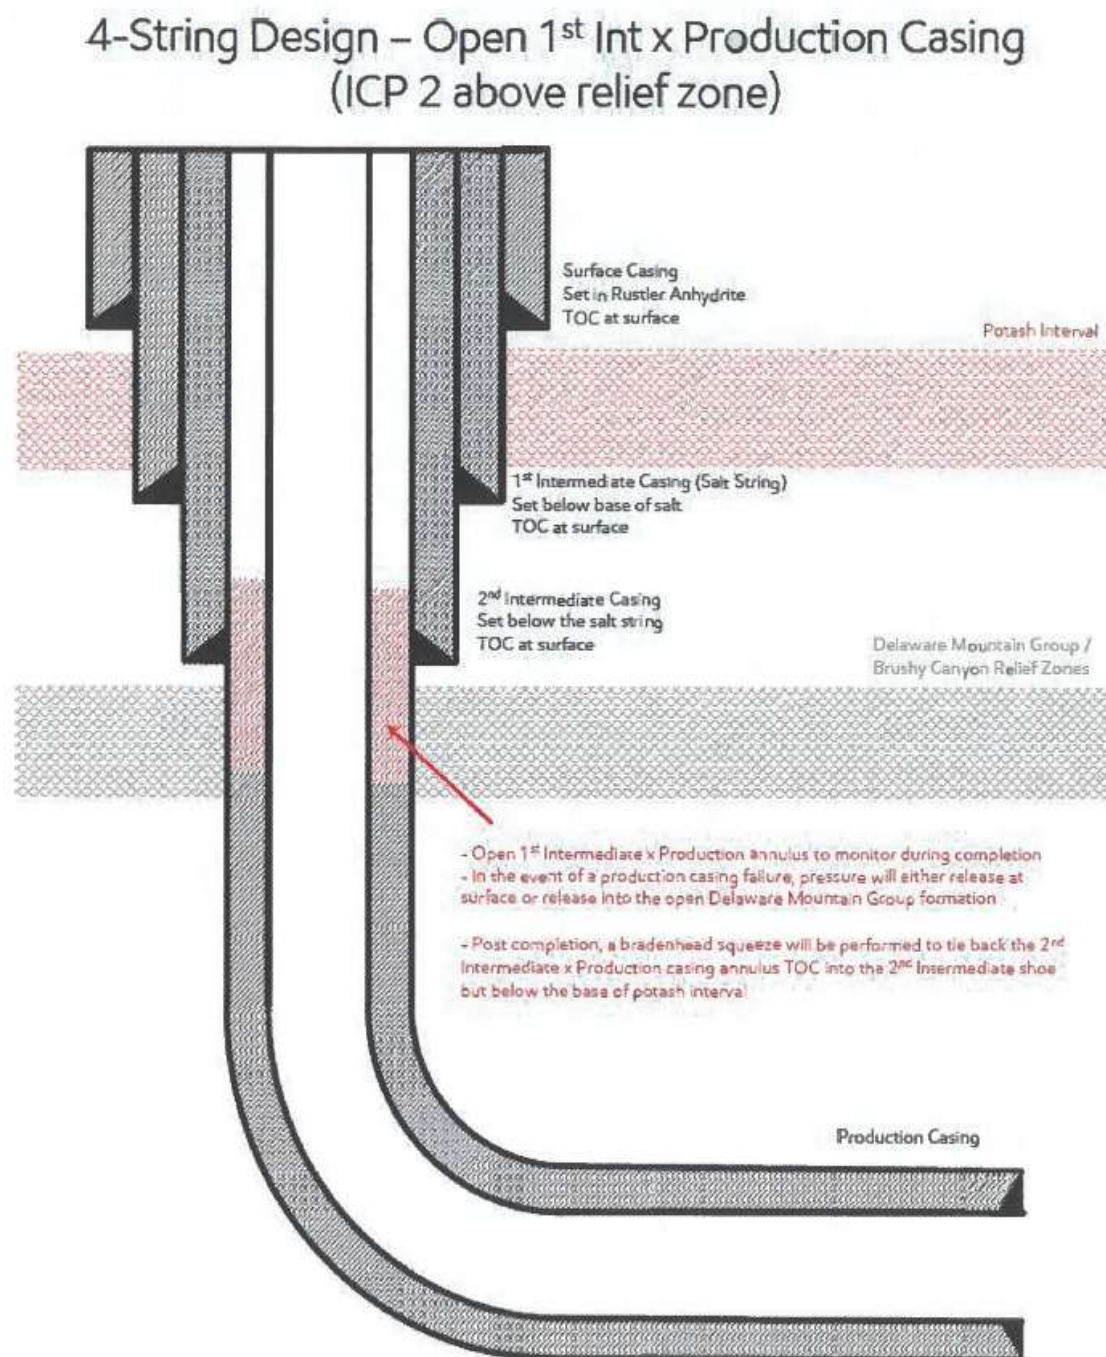 4-String Design – Open 1st Int x Production Casing
(ICP 2 above relief zone)
Surface Casing
Set in Rustler Anhydrite
TOC at surface
Potash Interval
1st Intermediate Casing (Salt String)
Set below base of salt
TOC at surface
2nd Intermediate Casing
Set below the salt string
TOC at surface
Delaware Mountain Group /
Brushy Canyon Relief Zones
- Open 1st Intermediate x Production annulus to monitor during completion
- In the event of a production casing failure, pressure will either release at
surface or release into the open Delaware Mountain Group formation
- Post completion, a bradenhead squeeze will be performed to tie back the 2nd
Intermediate x Production casing annulus TOC into the 2nd Intermediate shoe
but below the base of potash interval
Production Casing